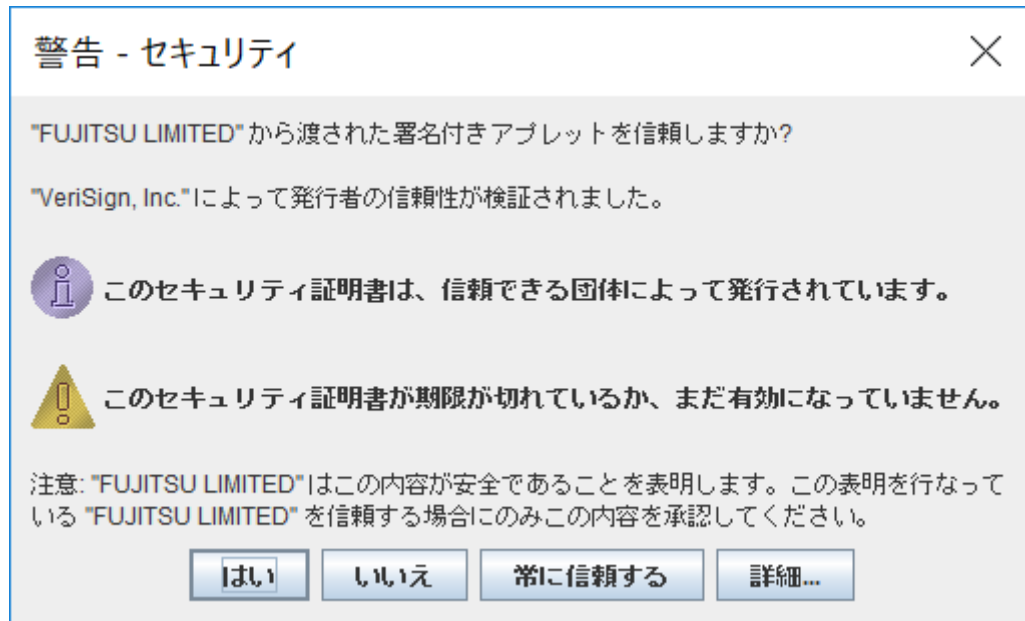 警告 - セキュリティ
"FUJITSU LIMITED"から渡された署名付きアプレットを信頼しますか?
"VeriSign, Inc."によって発行者の信頼性が検証されました。
このセキュリティ証明書は、信頼できる団体によって発行されています。
このセキュリティ証明書が期限が切れているか、まだ有効になっていません。
注意: "FUJITSU LIMITED"はこの内容が安全であることを表明します。この表明を行なって
いる "FUJITSU LIMITED" を信頼する場合にのみこの内容を承認してください。
はい いいえ 常に信頼する 詳細...